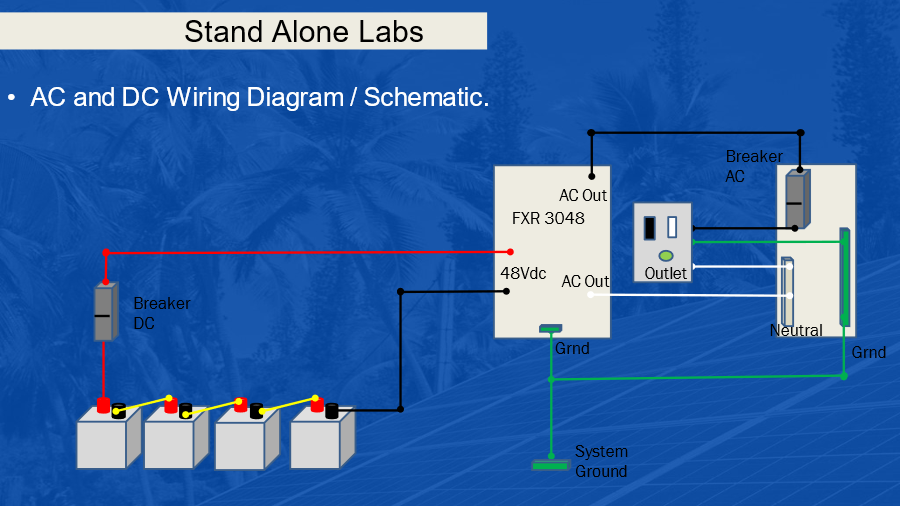 Stand Alone Labs
• AC and DC Wiring Diagram / Schematic.
Breaker
AC
AC Out
FXR 3048
48Vdc
AC Out
Outlet
Breaker
DC
Neutral
Grnd
Grnd
System
Ground